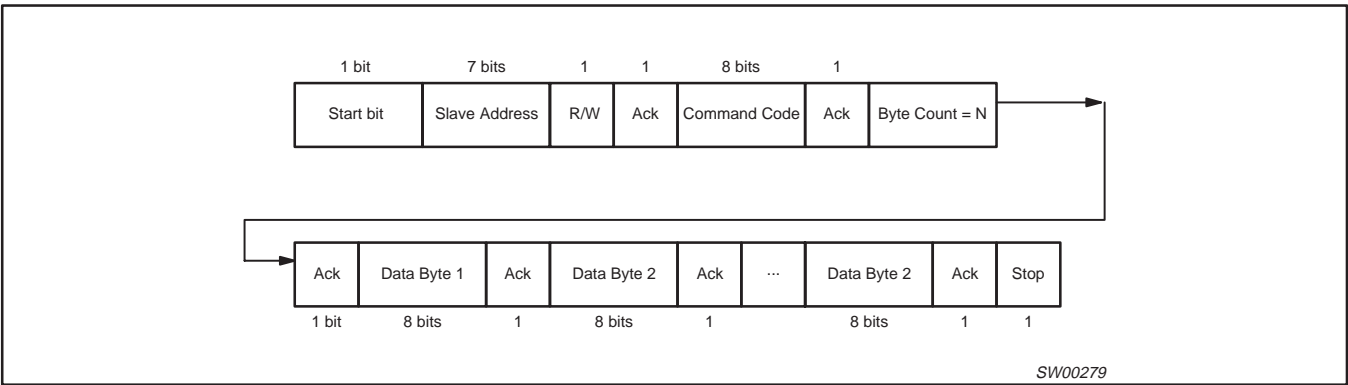 1 bit 7 bits 1 1 8 bits 1
Start bit Slave Address R/W Ack Command Code Ack Byte Count = N
Ack Data Byte 1 Ack Data Byte 2 Ack ... Data Byte 2 Ack Stop
1 bit 8 bits 1 8 bits 1 8 bits 1 1
SW00279